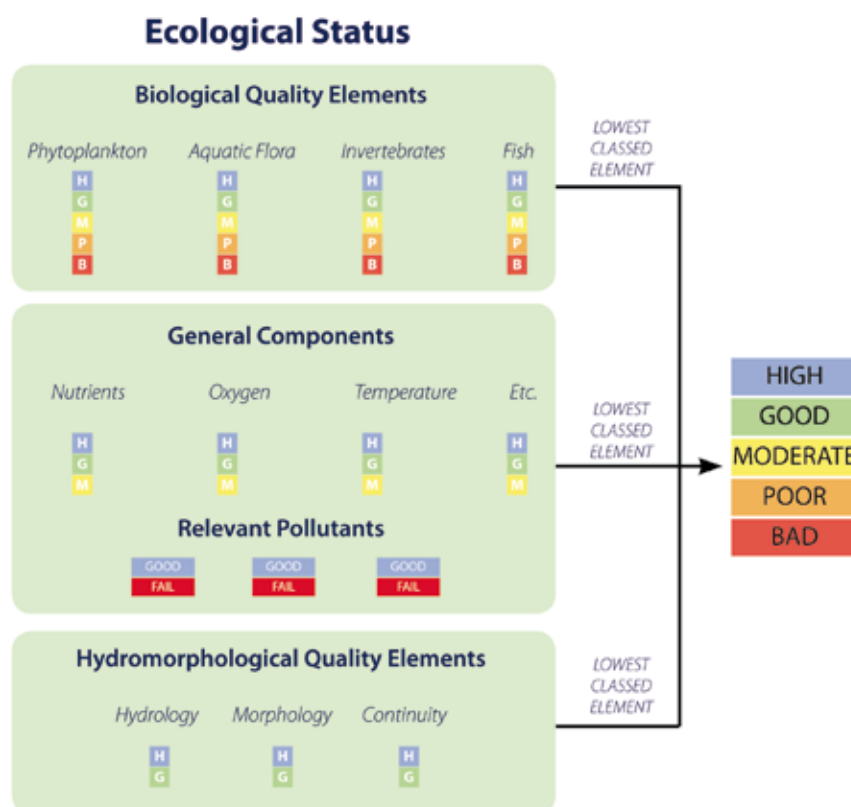 Ecological Status
Biological Quality Elements
Phytoplankton Aquatic Flora Invertebrates Fish
H H H H
G G G G
M M M M
P P P P
B B B B
LOWEST
CLASSED
ELEMENT
General Components
Nutrients Oxygen Temperature Etc.
H H H H
G G G G
M M M M
LOWEST
CLASSED
ELEMENT
Relevant Pollutants
GOOD GOOD GOOD
FAIL FAIL FAIL
Hydromorphological Quality Elements
Hydrology Morphology Continuity
H H H
G G G
LOWEST
CLASSED
ELEMENT
HIGH
GOOD
MODERATE
POOR
BAD